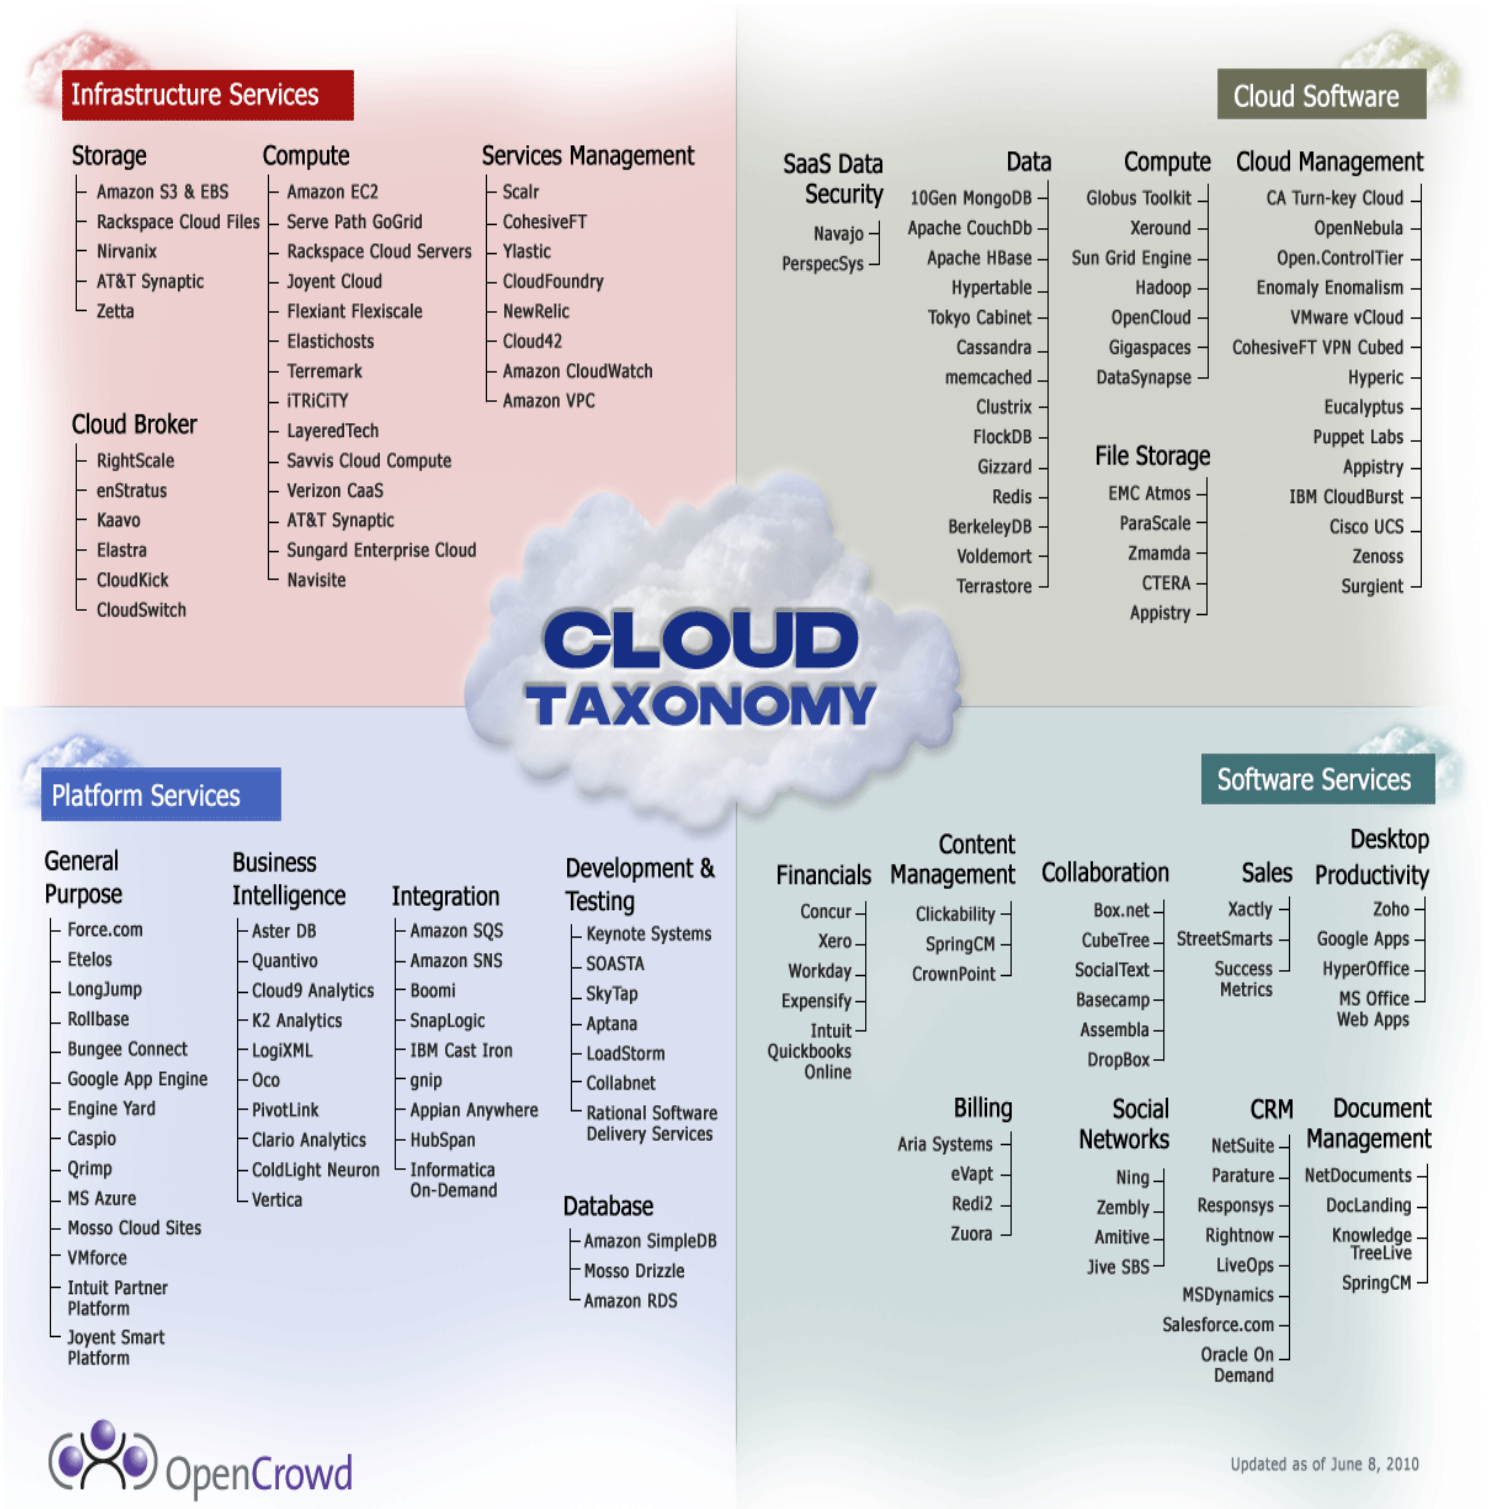 Infrastructure Services
Storage
Amazon S3 & EBS
Rackspace Cloud Files
Nirvanix
AT&T Synaptic
Zetta
Cloud Broker
RightScale
enStratus
Kaavo
Elastra
CloudKick
CloudSwitch
Compute
Amazon EC2
Serve Path GoGrid
Rackspace Cloud Servers
Joyent Cloud
Flexiant Flexiscale
Elastichosts
Terremark
iTRiCiTY
LayeredTech
Savvis Cloud Compute
Verizon CaaS
AT&T Synaptic
Sungard Enterprise Cloud
Navisite
Services Management
Scalr
CohesiveFT
Ylastic
CloudFoundry
NewRelic
Cloud42
Amazon CloudWatch
Amazon VPC
Cloud Software
SaaS Data
Security
Navajo
PerspecSys
Data
10Gen MongoDB
Apache CouchDb
Apache HBase
Hypertable
Tokyo Cabinet
Cassandra
memcached
Clustrix
FlockDB
Gizzard
Redis
BerkeleyDB
Voldemort
Terrastore
Compute
Globus Toolkit
Xeround
Sun Grid Engine
Hadoop
OpenCloud
Gigaspaces
DataSynapse
File Storage
EMC Atmos
ParaScale
Zmamda
CTERA
Appistry
Cloud Management
CA Turn-key Cloud
OpenNebula
Open.ControlTier
Enomaly Enomalism
VMware vCloud
CohesiveFT VPN Cubed
Hyperic
Eucalyptus
Puppet Labs
Appistry
IBM CloudBurst
Cisco UCS
Zenoss
Surgient
CLOUD
TAXONOMY
Platform Services
General
Purpose
Force.com
Etelos
LongJump
Rollbase
Bungee Connect
Google App Engine
Engine Yard
Caspio
Qrimp
MS Azure
Mosso Cloud Sites
VMforce
Intuit Partner
Platform
Joyent Smart
Platform
Business
Intelligence
Aster DB
Quantivo
Cloud9 Analytics
K2 Analytics
LogiXML
Oco
PivotLink
Clario Analytics
ColdLight Neuron
Vertica
Integration
Amazon SQS
Amazon SNS
Boomi
SnapLogic
IBM Cast Iron
gnip
Appian Anywhere
HubSpan
Informatica
On-Demand
Development &
Testing
Keynote Systems
SOASTA
SkyTap
Aptana
LoadStorm
Collabnet
Rational Software
Delivery Services
Database
Amazon SimpleDB
Mosso Drizzle
Amazon RDS
Software Services
Financials
Concur
Xero
Workday
Expensify
Intuit
Quickbooks
Online
Content
Management
Clickability
SpringCM
CrownPoint
Collaboration
Box.net
CubeTree
SocialText
Basecamp
Assembla
DropBox
Sales
Xactly
StreetSmarts
Success
Metrics
Desktop
Productivity
Zoho
Google Apps
HyperOffice
MS Office
Web Apps
Billing
Aria Systems
eVapt
Redi2
Zuora
Social
Networks
Ning
Zembly
Amitive
Jive SBS
CRM
NetSuite
Parature
Responsys
Rightnow
LiveOps
MSDynamics
Salesforce.com
Oracle On
Demand
Document
Management
NetDocuments
DocLanding
Knowledge
TreeLive
SpringCM
OpenCrowd
Updated as of June 8, 2010